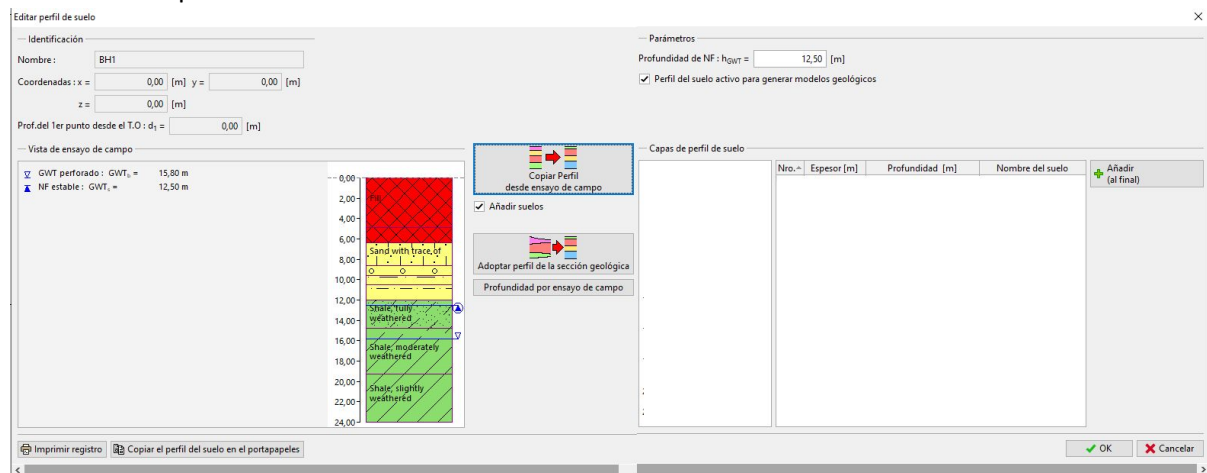 Editar perfil de suelo
Identificación
Nombre : BH1
Coordenadas : x = 0,00 [m] y = 0,00 [m]
z = 0,00 [m]
Prof.del 1er punto desde el T.O : d₁ = 0,00 [m]
Vista de ensayo de campo
GWT perforado : GWT = 15,80 m
NF estable : GWT = 12,50 m
0,00
2,00
4,00
6,00
8,00
10,00
12,00
14,00
16,00
18,00
20,00
22,00
24,00
Fill
Sand with trace of
Shale, fully
weathered
Shale, moderately
weathered
Shale, slightly
weathered
Copiar Perfil
desde ensayo de campo
Añadir suelos
Adoptar perfil de la sección geológica
Profundidad por ensayo de campo
Parámetros
Profundidad de NF : hGWT = 12,50 [m]
Perfil del suelo activo para generar modelos geológicos
Capas de perfil de suelo
Nro. Espesor [m] Profundidad [m] Nombre del suelo
Añadir
(al final)
Imprimir registro Copiar el perfil del suelo en el portapapeles
OK Cancelar